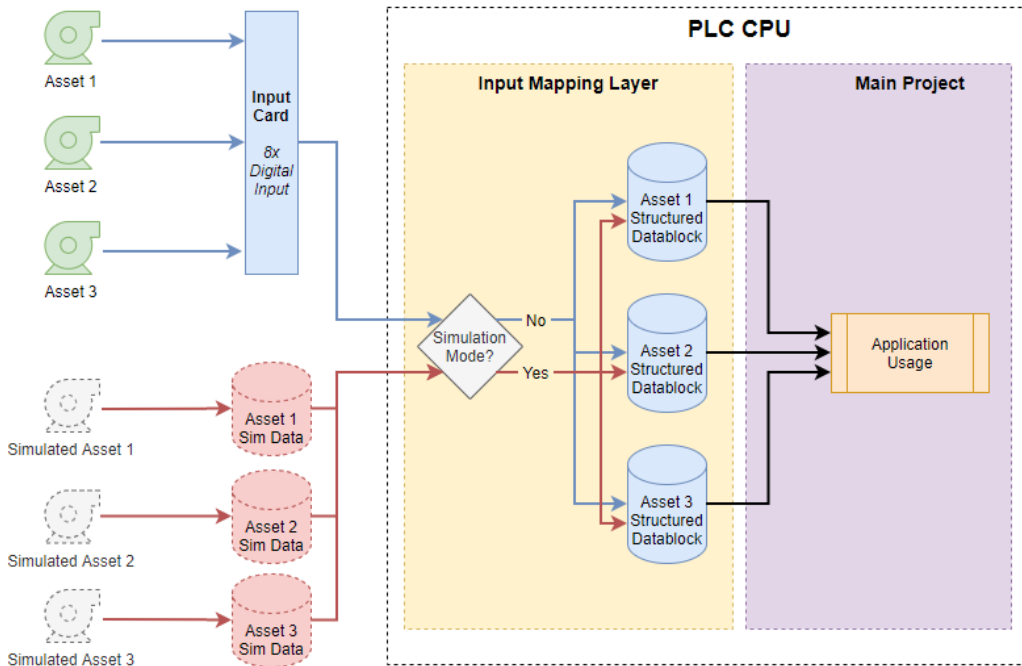 PLC CPU
Input Mapping Layer
Main Project
Asset 1
Asset 2
Asset 3
Input
Card
8x
Digital
Input
Simulation
Mode?
No
Yes
Asset 1
Structured
Datablock
Asset 2
Structured
Datablock
Asset 3
Structured
Datablock
Application
Usage
Simulated Asset 1
Asset 1
Sim Data
Simulated Asset 2
Asset 2
Sim Data
Simulated Asset 3
Asset 3
Sim Data